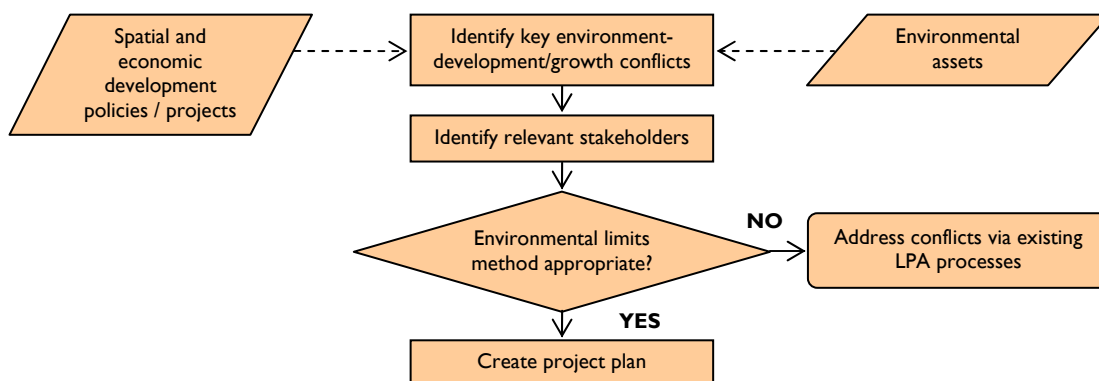 Spatial and
economic
development
policies / projects
Identify key environment-
development/growth conflicts
Environmental
assets
Identify relevant stakeholders
Environmental limits
method appropriate?
NO
Address conflicts via existing
LPA processes
YES
Create project plan